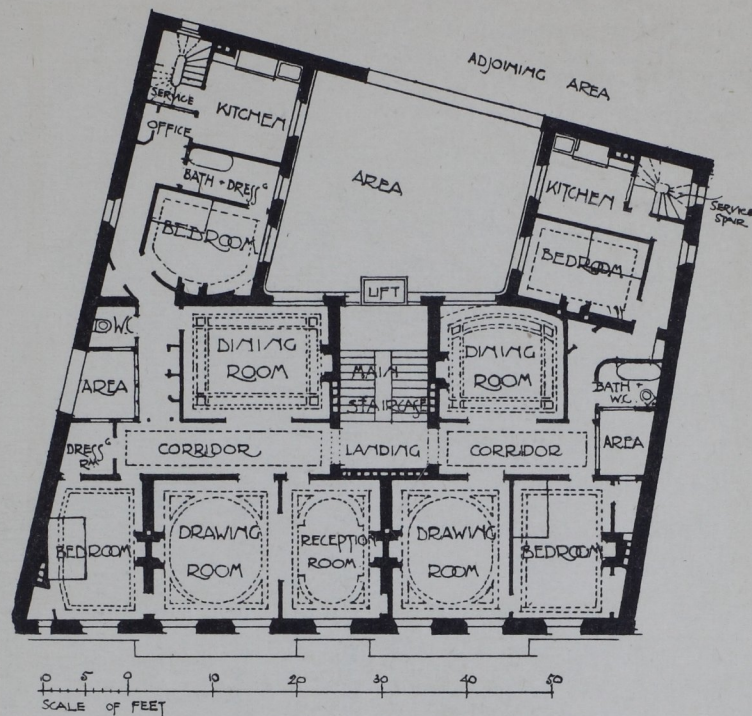 ADJOINING AREA
SERVICE
KITCHEN
OFFICE
BATH + DRESSG
BEDROOM
AREA
KITCHEN
SERVICE
STAIR
BEDROOM
LIFT
WC
DINING
ROOM
MAIN
STAIRCASE
DINING
ROOM
BATH +
W.C.
AREA
AREA
DRESSG
RM
CORRIDOR
LANDING
CORRIDOR
BEDROOM
DRAWING
ROOM
RECEPTION
ROOM
DRAWING
ROOM
BEDROOM
10 5 0 10 20 30 40 50
SCALE OF FEET